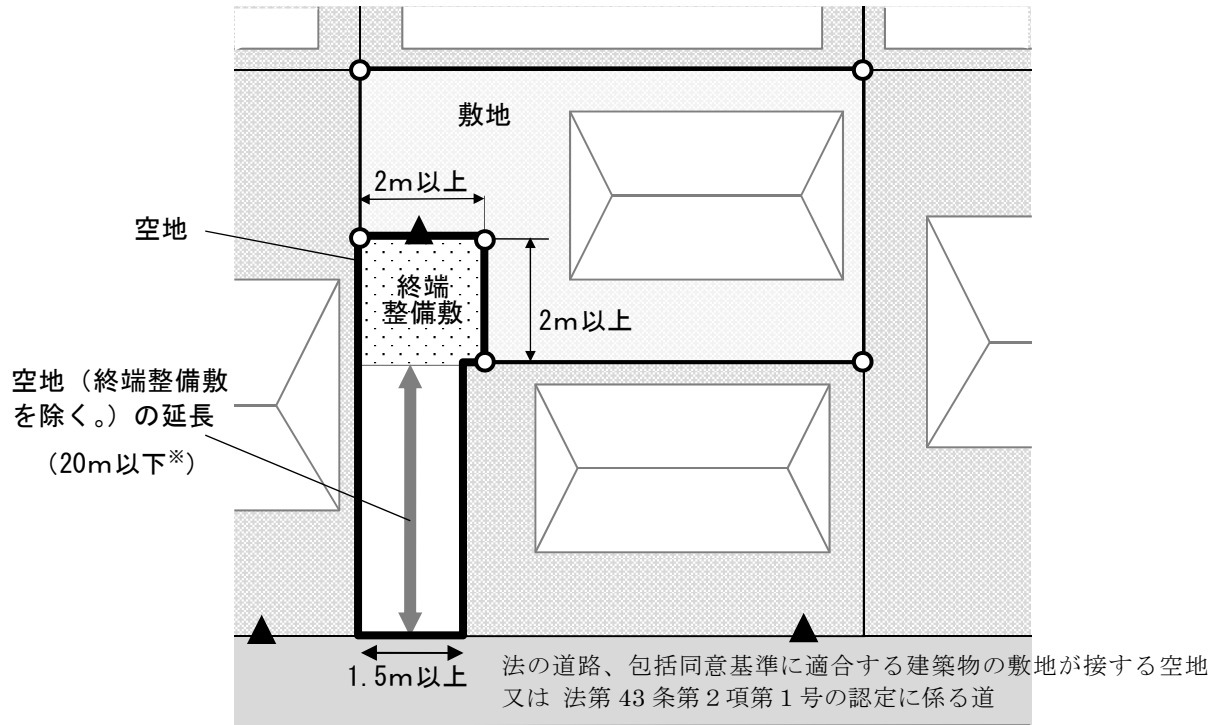 敷地
2m以上
空地
終端
整備敷
2m以上
空地（終端整備敷
を除く。）の延長
（20m以下※）
1.5m以上
法の道路、包括同意基準に適合する建築物の敷地が接する空地
又は 法第 43 条第２項第１号の認定に係る道